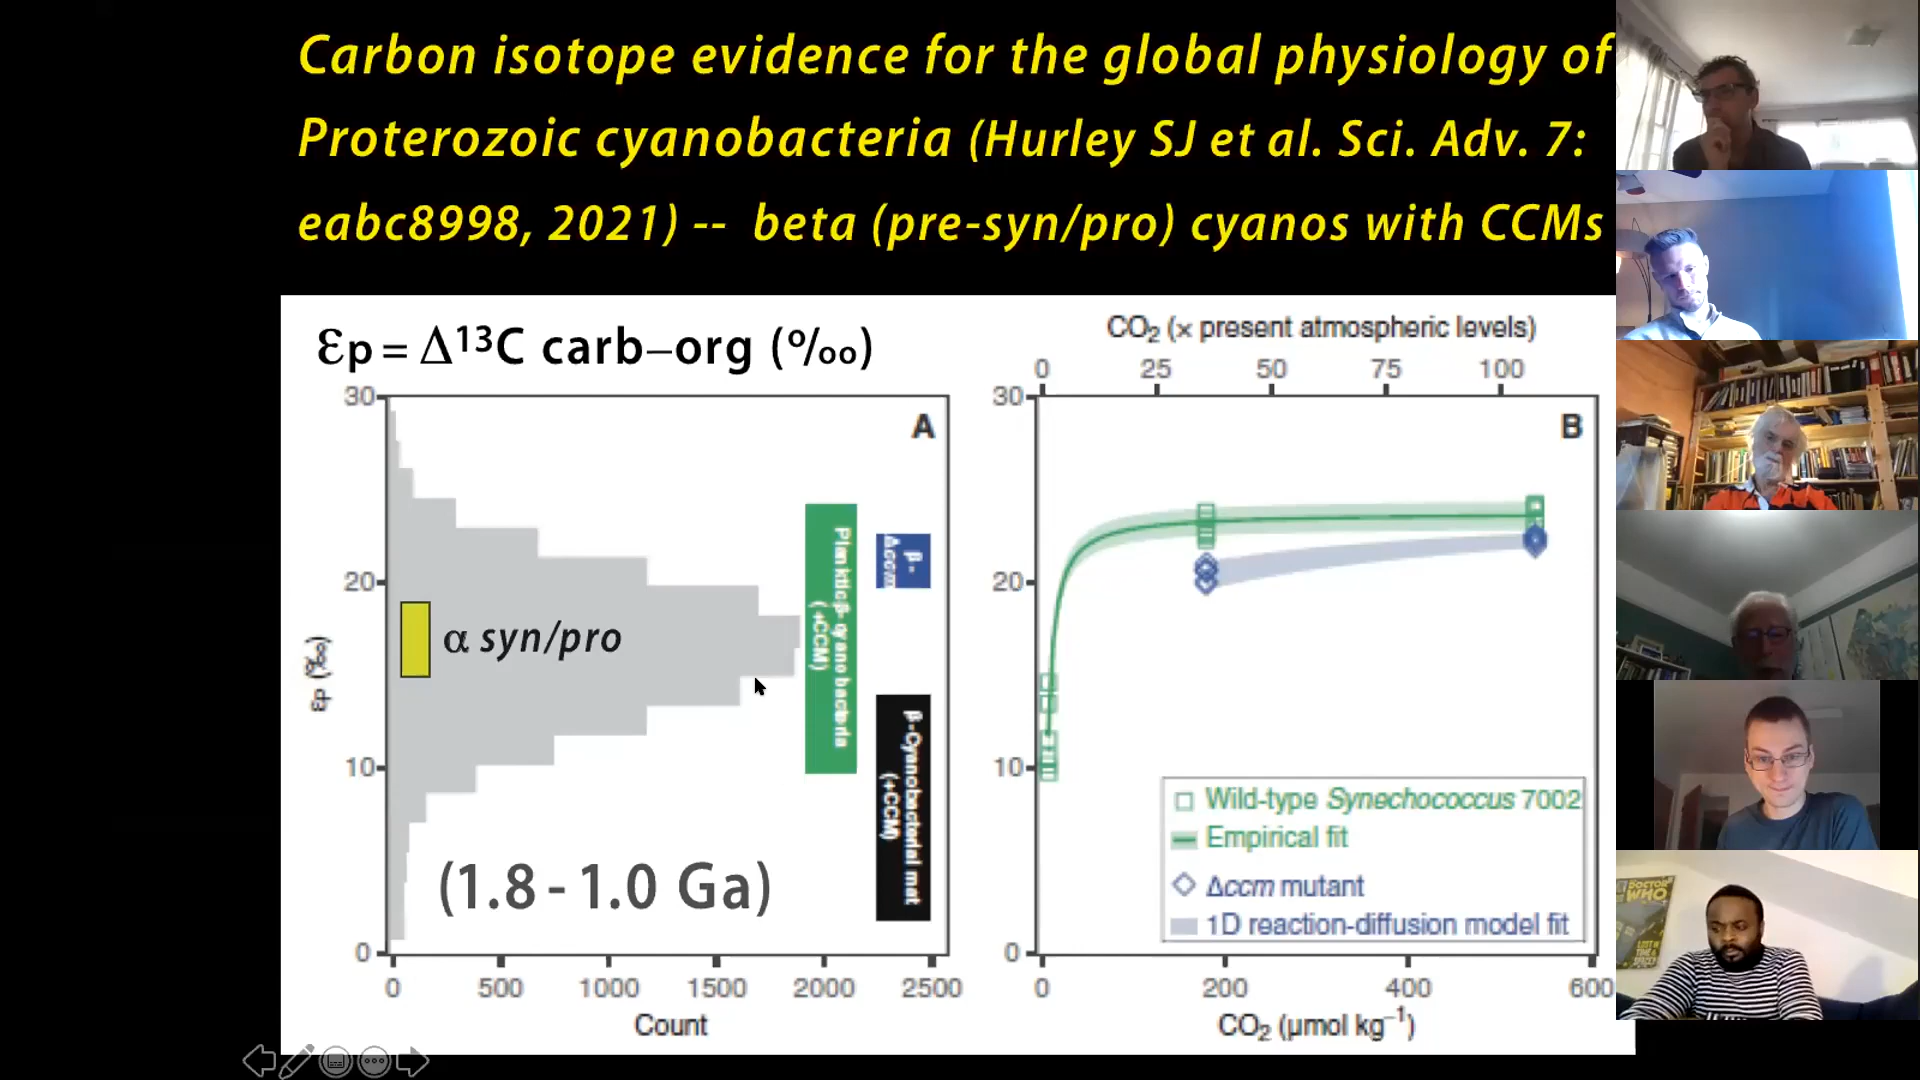 Carbon isotope evidence for the global physiology of
Proterozoic cyanobacteria (Hurley SJ et al. Sci. Adv. 7:
eabc8998, 2021) -- beta (pre-syn/pro) cyanos with CCMs
εp = Δ¹³C carb–org (‰)
30
20
10
0
εp (‰)
A
α syn/pro
Planktic β-cyanobacteria
(+CCM)
β-
Δccm
β-Cyanobacterial mat
(+CCM)
(1.8 - 1.0 Ga)
0 500 1000 1500 2000 2500
Count
CO₂ (× present atmospheric levels)
0 25 50 75 100
30
20
10
0
B
Wild-type Synechococcus 7002
Empirical fit
Δccm mutant
1D reaction-diffusion model fit
0 200 400 600
CO₂ (μmol kg⁻¹)
DOCTOR
WHO